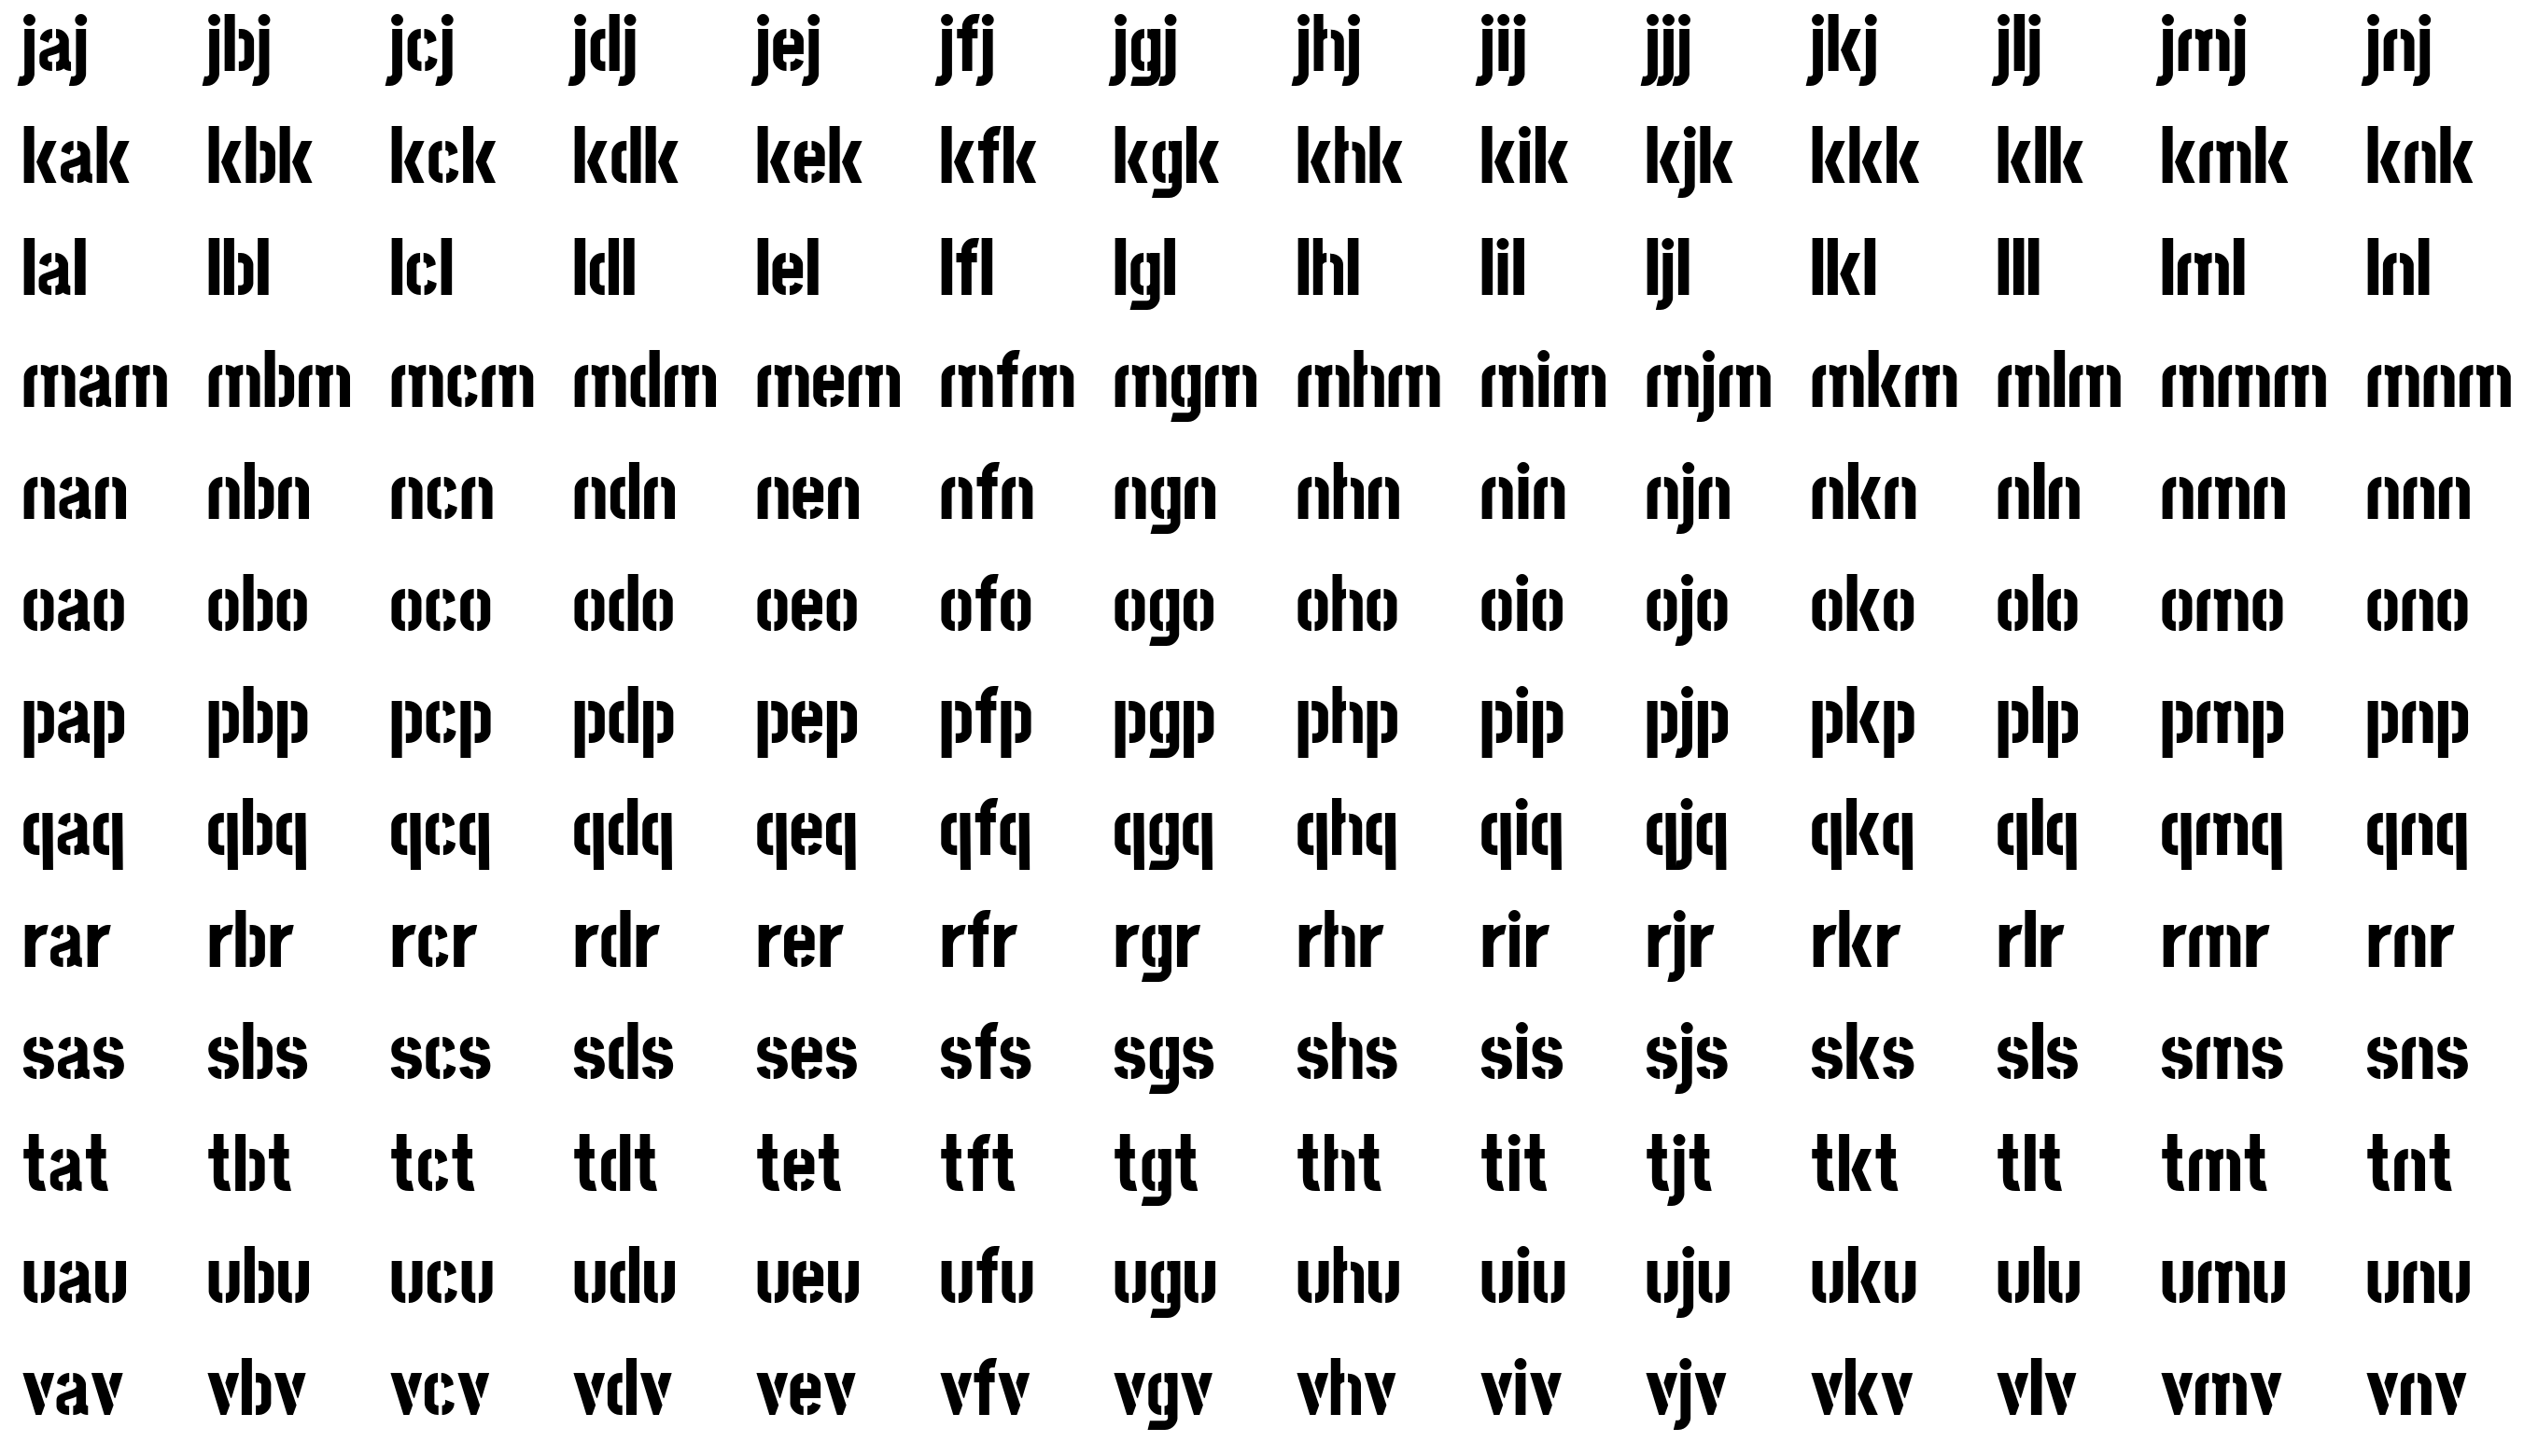 jaj jbj jcj jdj jej jfj jgj jhj jij jjj jkj jlj jmj jnj
kak kbk kck kdk kek kfk kgk khk kik kjk kkk klk kmk knk
lal lbl lcl ldl lel lfl lgl lhl lil ljl lkl lll lml lnl
mam mbm mcm mdm mem mfm mgm mhm mim mjm mkm mlm mmm mnm
nan nbn ncn ndn nen nfn ngn nhn nin njn nkn nln nmn nnn
oao obo oco odo oeo ofo ogo oho oio ojo oko olo omo ono
pap pbp pcp pdp pep pfp pgp php pip pjp pkp plp pmp pnp
qaq qbq qcq qdq qeq qfq qgq qhq qiq qjq qkq qlq qmq qnq
rar rbr rcr rdr rer rfr rgr rhr rir rjr rkr rlr rmr rnr
sas sbs scs sds ses sfs sgs shs sis sjs sks sls sms sns
tat tbt tct tdt tet tft tgt tht tit tjt tkt tlt tmt tnt
uau ubu ucu udu ueu ufu ugu uhu uiu uju uku ulu umu unu
vav vbv vcv vdv vev vfv vgv vhv viv vjv vkv vlv vmv vnv